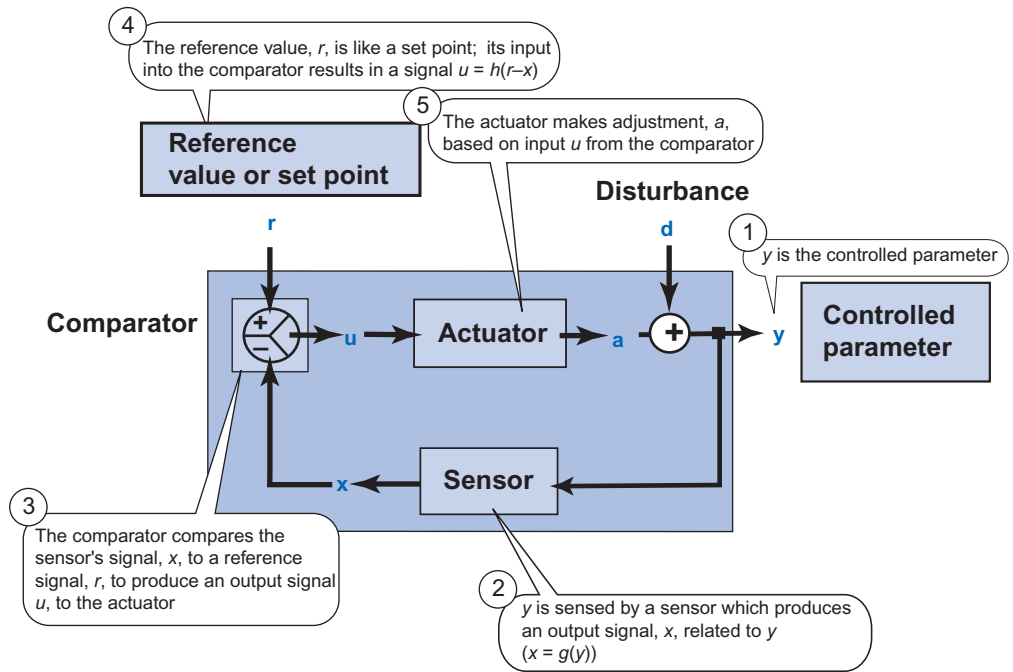 4
The reference value, r, is like a set point; its input
into the comparator results in a signal u = h(r–x)
5
The actuator makes adjustment, a,
based on input u from the comparator
Reference
value or set point
Disturbance
r
d
1
y is the controlled parameter
Comparator
+
–
u
Actuator
a
+
y
Controlled
parameter
x
Sensor
3
The comparator compares the
sensor's signal, x, to a reference
signal, r, to produce an output signal
u, to the actuator
2
y is sensed by a sensor which produces
an output signal, x, related to y
(x = g(y))